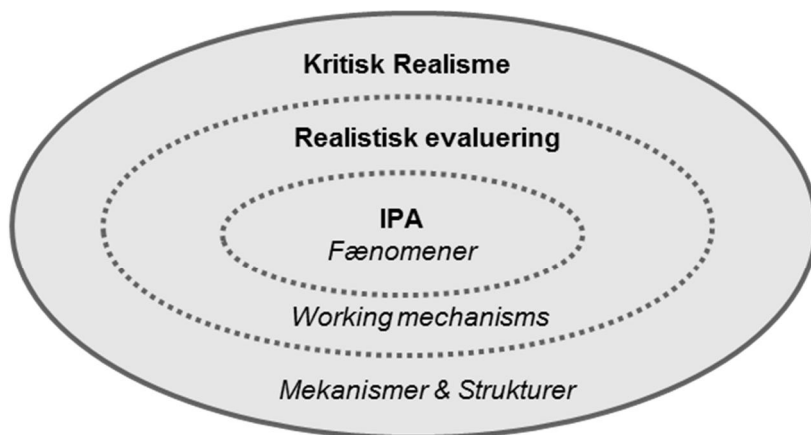 Kritisk Realisme
Realistisk evaluering
IPA
Fænomener
Working mechanisms
Mekanismer & Strukturer